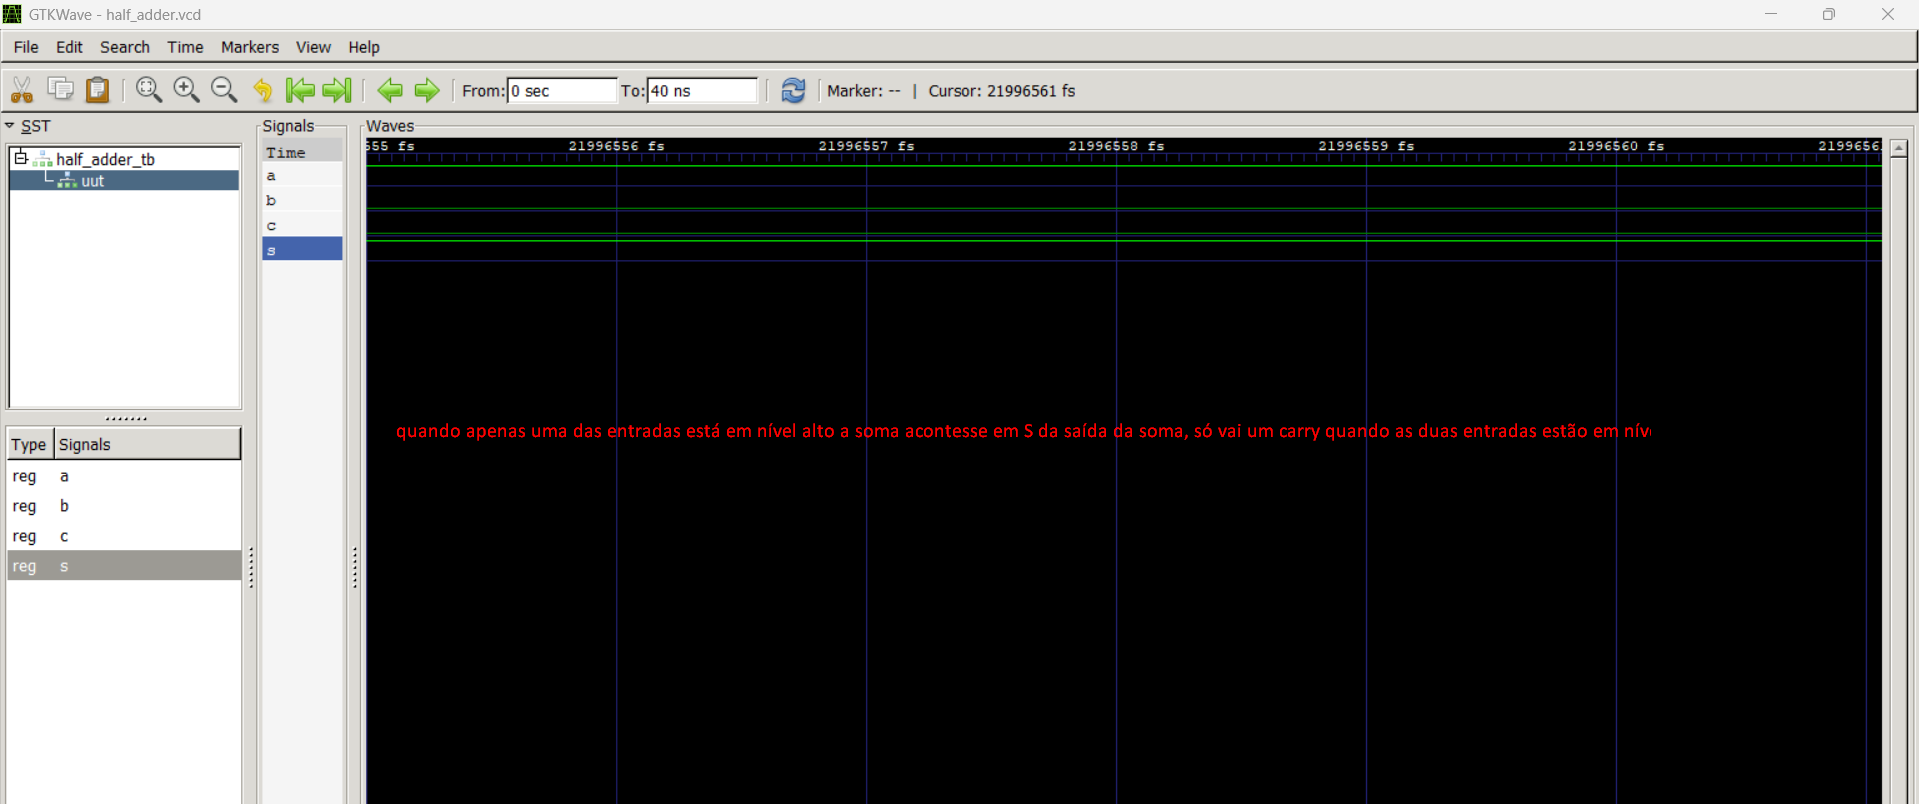 GTKWave - half_adder.vcd
File Edit Search Time Markers View Help
From: 0 sec To: 40 ns Marker: -- | Cursor: 21996561 fs
SST
half_adder_tb
uut
Type Signals
reg a
reg b
reg c
reg s
Signals
Time
a
b
c
s
Waves
555 fs 21996556 fs 21996557 fs 21996558 fs 21996559 fs 21996560 fs 2199656
quando apenas uma das entradas está em nível alto a soma acontesse em S da saída da soma, só vai um carry quando as duas entradas estão em nív